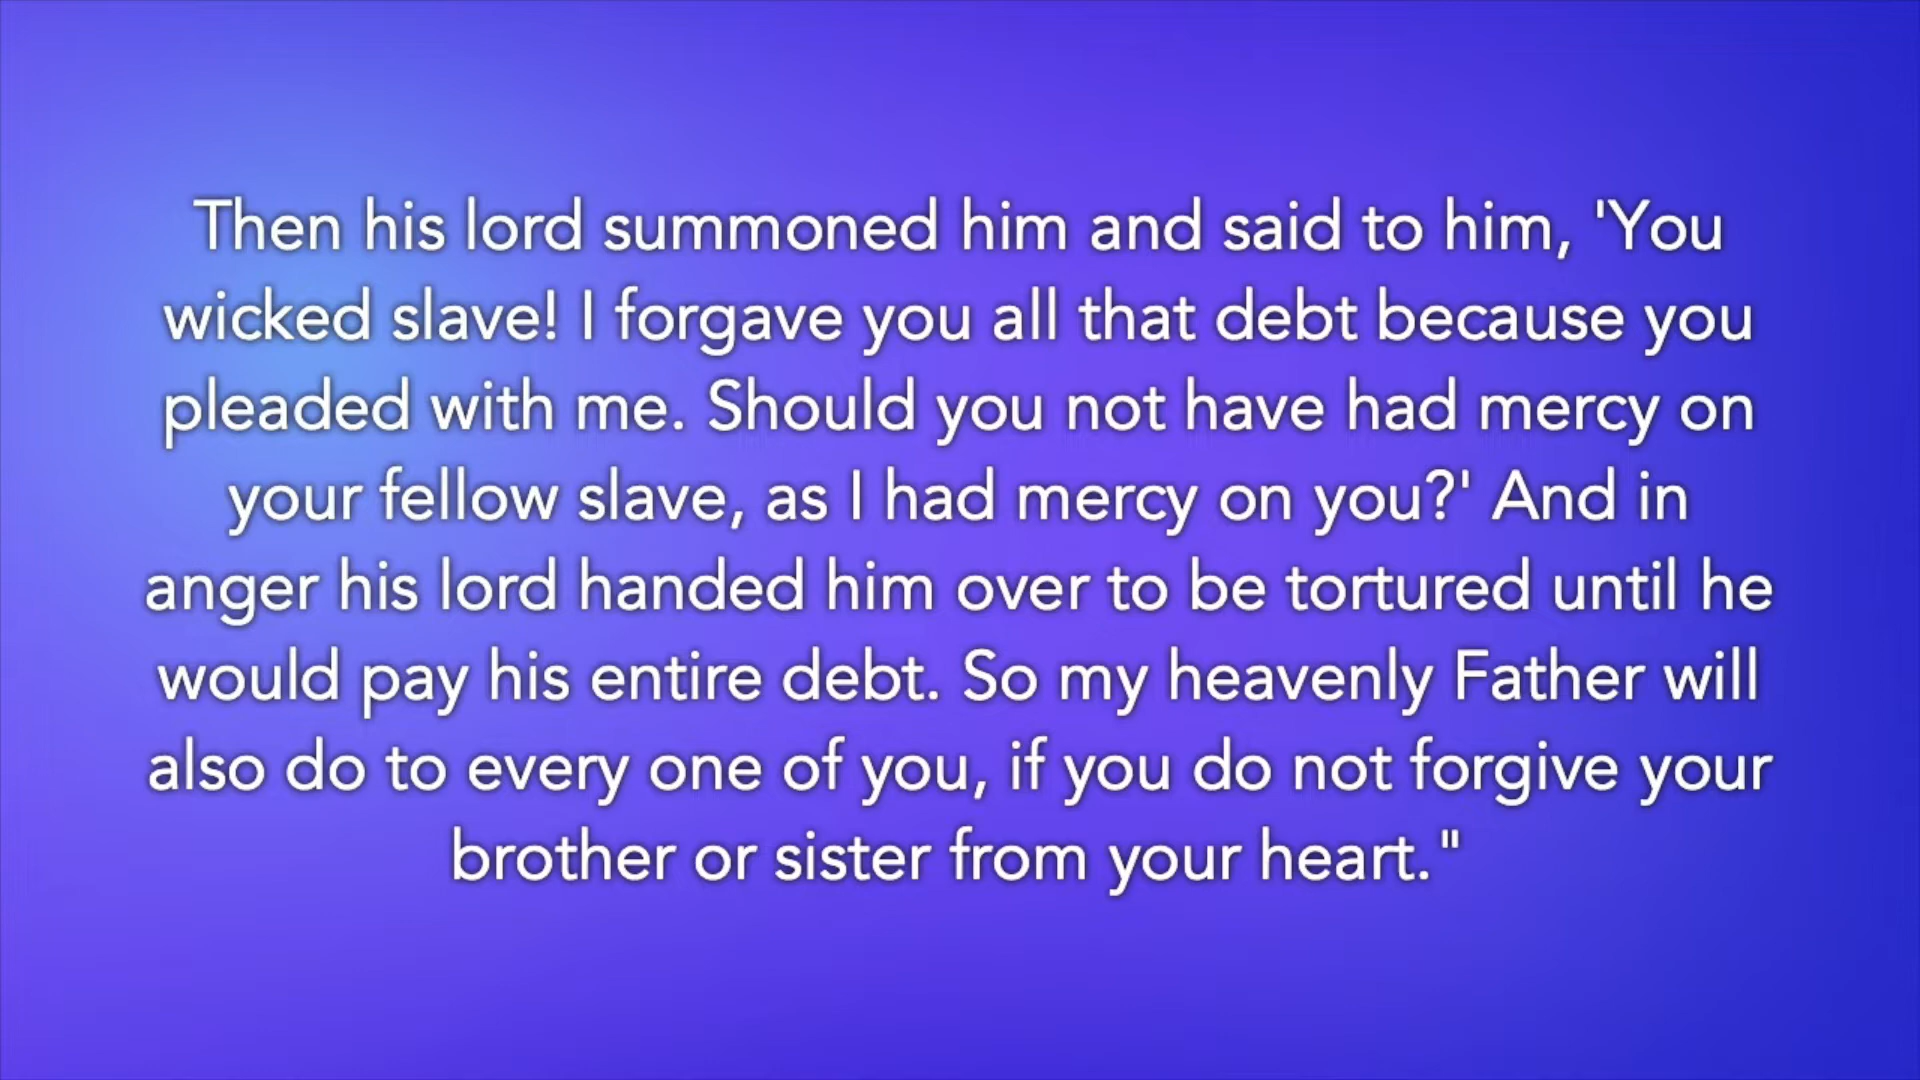 Then his lord summoned him and said to him, 'You
wicked slave! I forgave you all that debt because you
pleaded with me. Should you not have had mercy on
your fellow slave, as I had mercy on you?' And in
anger his lord handed him over to be tortured until he
would pay his entire debt. So my heavenly Father will
also do to every one of you, if you do not forgive your
brother or sister from your heart."